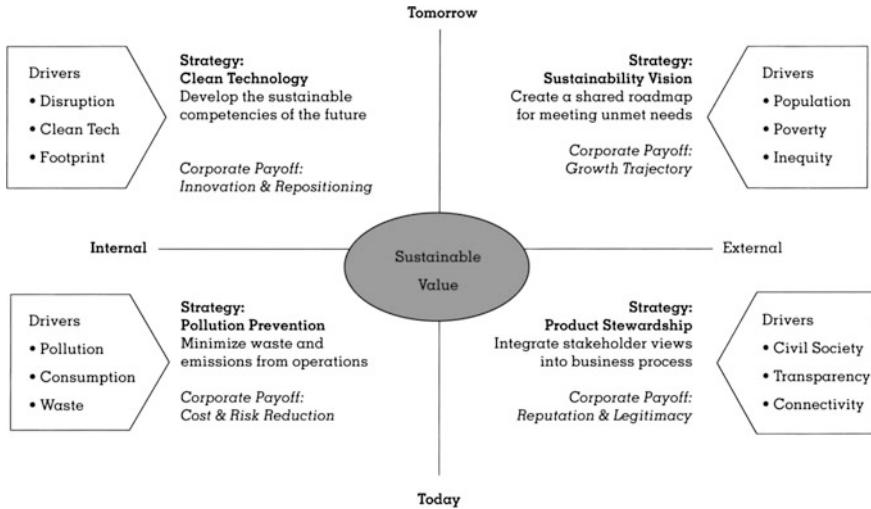 Tomorrow
Drivers
• Disruption
• Clean Tech
• Footprint
Strategy:
Clean Technology
Develop the sustainable
competencies of the future
Corporate Payoff:
Innovation & Repositioning
Strategy:
Sustainability Vision
Create a shared roadmap
for meeting unmet needs
Corporate Payoff:
Growth Trajectory
Drivers
• Population
• Poverty
• Inequity
Internal
Sustainable
Value
External
Drivers
• Pollution
• Consumption
• Waste
Strategy:
Pollution Prevention
Minimize waste and
emissions from operations
Corporate Payoff:
Cost & Risk Reduction
Strategy:
Product Stewardship
Integrate stakeholder views
into business process
Corporate Payoff:
Reputation & Legitimacy
Drivers
• Civil Society
• Transparency
• Connectivity
Today